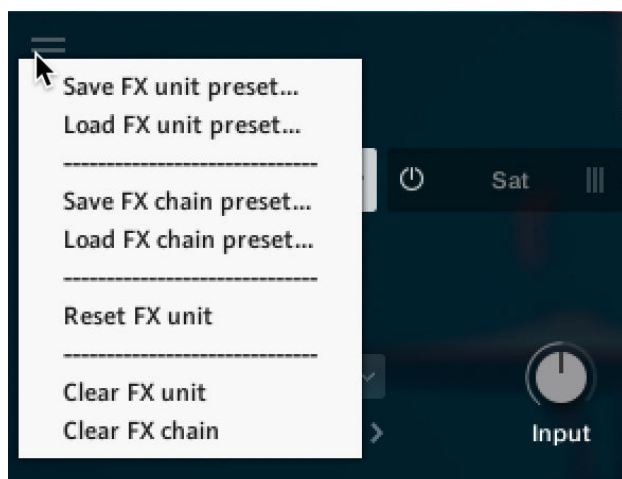 Save FX unit preset...
Load FX unit preset...
------------------------------
Save FX chain preset...
Load FX chain preset...
------------------------------
Reset FX unit
------------------------------
Clear FX unit
Clear FX chain
Sat
Input